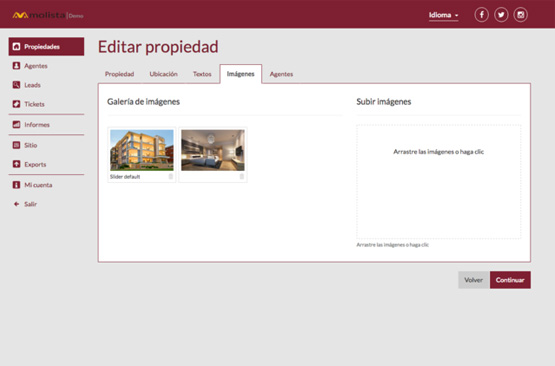 molista | Demo
Idioma
Propiedades
Agentes
Leads
Tickets
Informes
Sitio
Exports
Mi cuenta
Salir
Editar propiedad
Propiedad
Ubicación
Textos
Imágenes
Agentes
Galería de imágenes
Slider default
Subir imágenes
Arrastre las imágenes o haga clic
Arrastre las imágenes o haga clic
Volver
Continuar